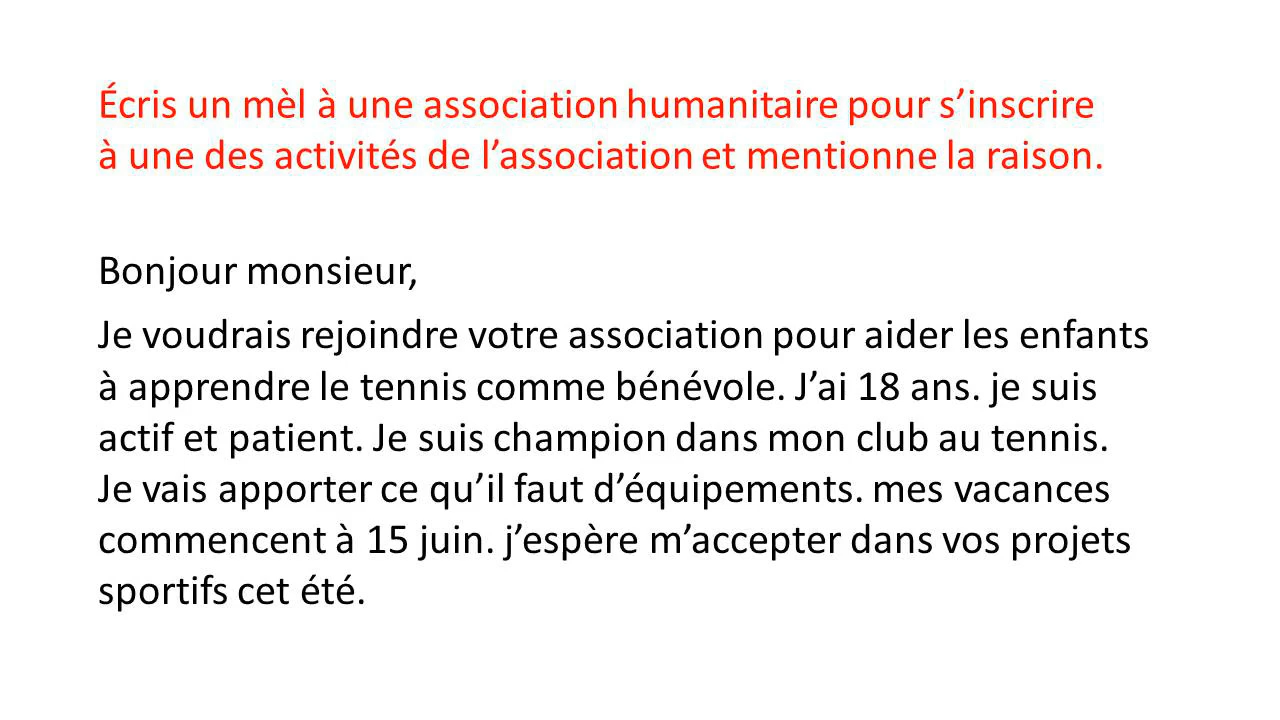 Écris un mèl à une association humanitaire pour s’inscrire
à une des activités de l’association et mentionne la raison.
Bonjour monsieur,
Je voudrais rejoindre votre association pour aider les enfants
à apprendre le tennis comme bénévole. J’ai 18 ans. je suis
actif et patient. Je suis champion dans mon club au tennis.
Je vais apporter ce qu’il faut d’équipements. mes vacances
commencent à 15 juin. j’espère m’accepter dans vos projets
sportifs cet été.